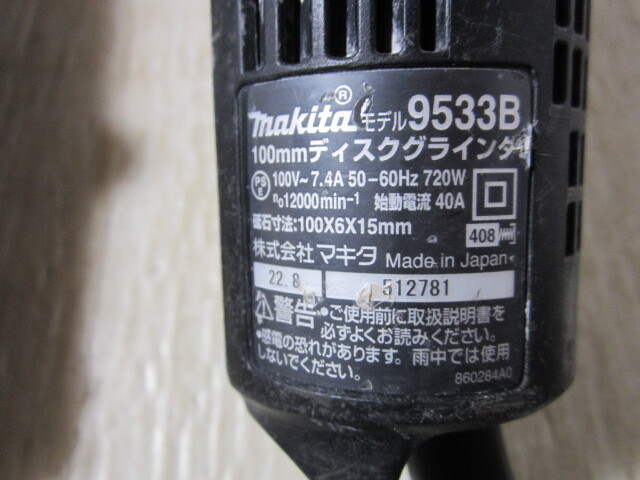 makita® モデル 9533B
100mmディスクグラインダ
PSE 100V~7.4A 50-60Hz 720W
n₀12000min⁻¹ 始動電流 40A
砥石寸法:100X6X15mm 408
株式会社マキタ Made in Japan
22.8 512781
⚠警告 •ご使用前に取扱説明書を
必ずよくお読みください。
•感電の恐れがあります。雨中では使用
しないでください。
860284A0